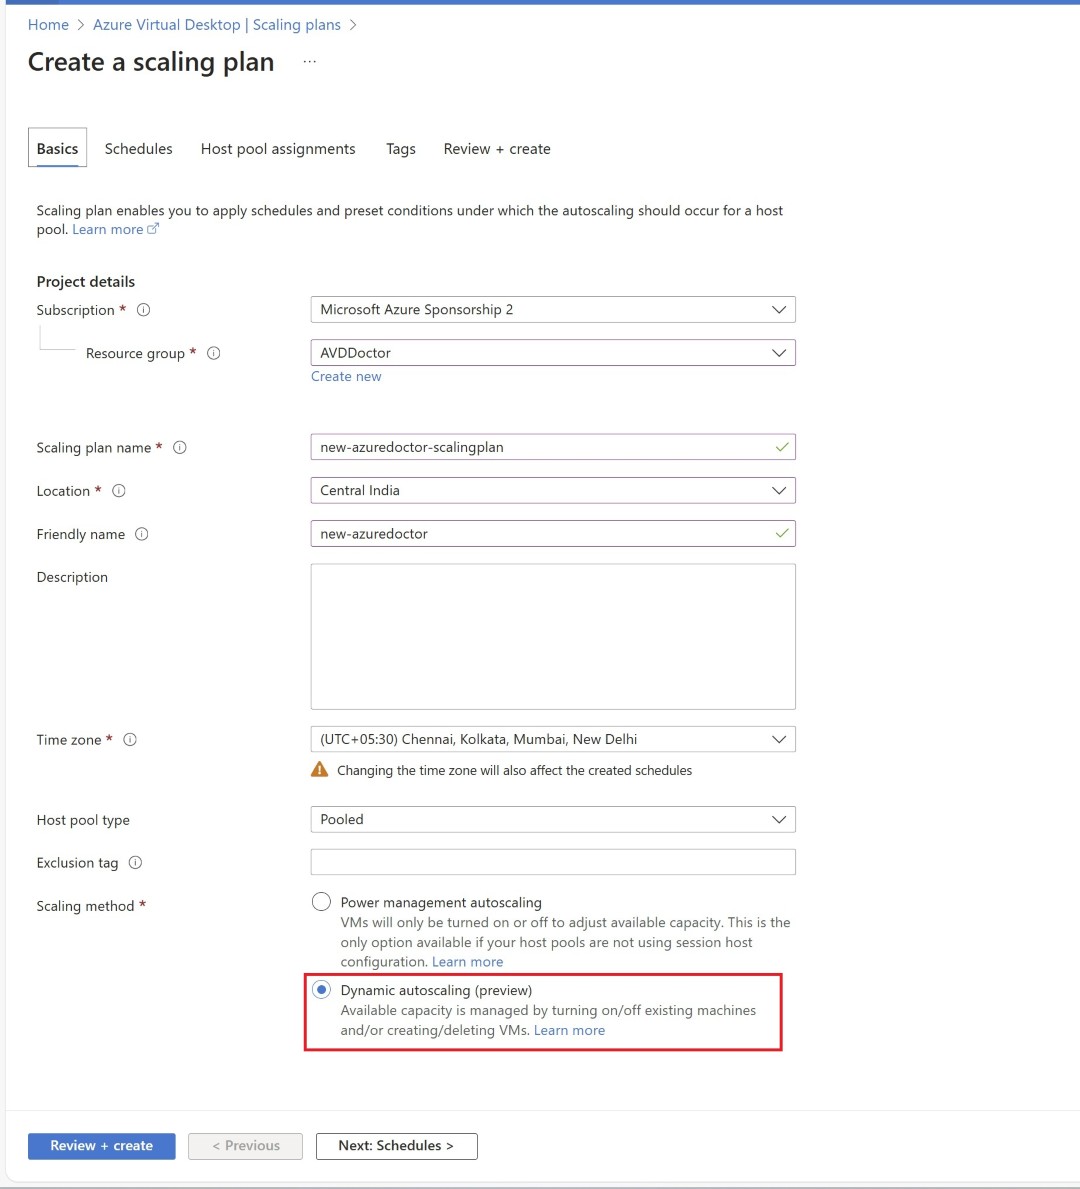 Home > Azure Virtual Desktop | Scaling plans >
Create a scaling plan ...
Basics Schedules Host pool assignments Tags Review + create
Scaling plan enables you to apply schedules and preset conditions under which the autoscaling should occur for a host
pool. Learn more
Project details
Subscription * Microsoft Azure Sponsorship 2
Resource group * AVDDoctor
Create new
Scaling plan name * new-azuredoctor-scalingplan
Location * Central India
Friendly name new-azuredoctor
Description
Time zone * (UTC+05:30) Chennai, Kolkata, Mumbai, New Delhi
Changing the time zone will also affect the created schedules
Host pool type Pooled
Exclusion tag
Scaling method * Power management autoscaling
VMs will only be turned on or off to adjust available capacity. This is the
only option available if your host pools are not using session host
configuration. Learn more
Dynamic autoscaling (preview)
Available capacity is managed by turning on/off existing machines
and/or creating/deleting VMs. Learn more
Review + create < Previous Next: Schedules >